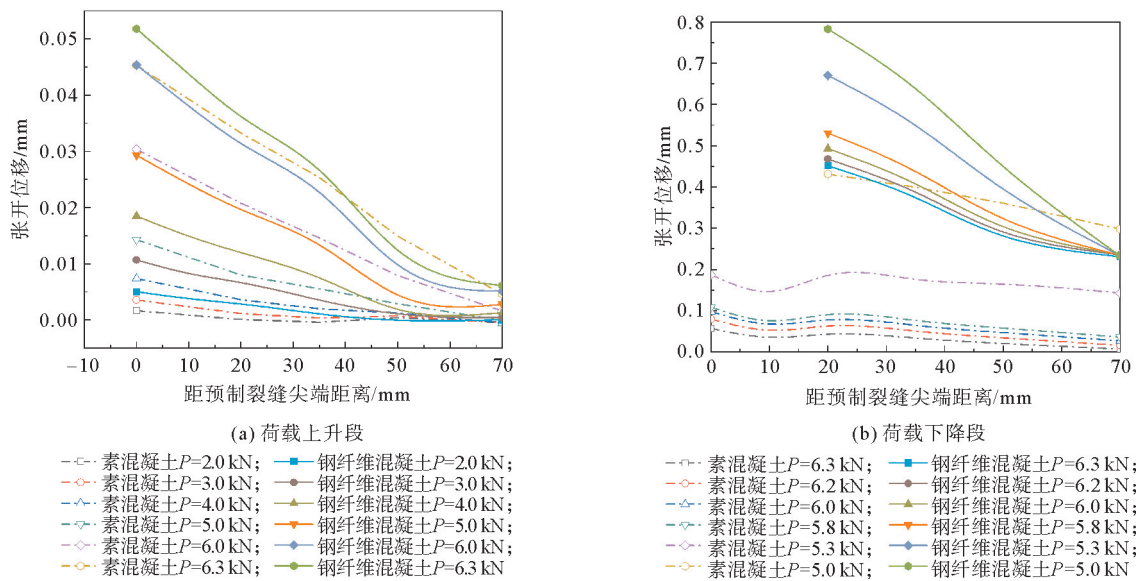 张开位移/mm
0.05
0.04
0.03
0.02
0.01
0.00
−10 0 10 20 30 40 50 60 70
距预制裂缝尖端距离/mm
(a) 荷载上升段
素混凝土P=2.0 kN； 钢纤维混凝土P=2.0 kN；
素混凝土P=3.0 kN； 钢纤维混凝土P=3.0 kN；
素混凝土P=4.0 kN； 钢纤维混凝土P=4.0 kN；
素混凝土P=5.0 kN； 钢纤维混凝土P=5.0 kN；
素混凝土P=6.0 kN； 钢纤维混凝土P=6.0 kN；
素混凝土P=6.3 kN； 钢纤维混凝土P=6.3 kN
张开位移/mm
0.8
0.7
0.6
0.5
0.4
0.3
0.2
0.1
0.0
0 10 20 30 40 50 60 70
距预制裂缝尖端距离/mm
(b) 荷载下降段
素混凝土P=6.3 kN； 钢纤维混凝土P=6.3 kN；
素混凝土P=6.2 kN； 钢纤维混凝土P=6.2 kN；
素混凝土P=6.0 kN； 钢纤维混凝土P=6.0 kN；
素混凝土P=5.8 kN； 钢纤维混凝土P=5.8 kN；
素混凝土P=5.3 kN； 钢纤维混凝土P=5.3 kN；
素混凝土P=5.0 kN； 钢纤维混凝土P=5.0 kN